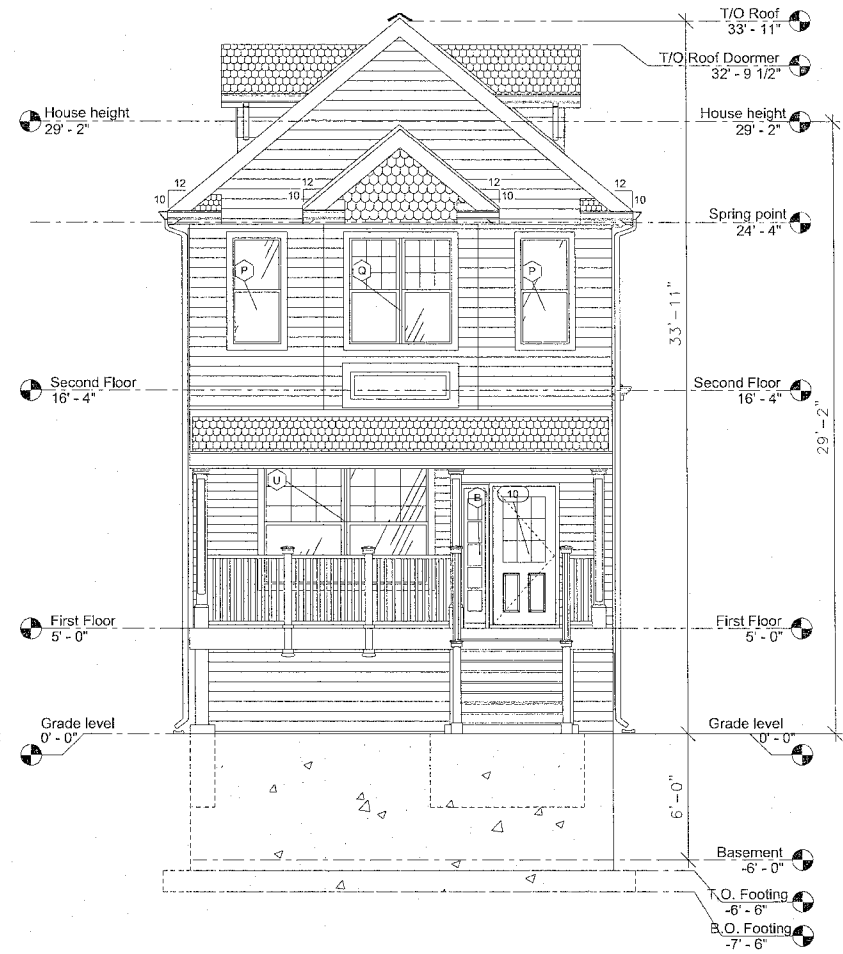 T/O Roof
33' - 11"
T/O Roof Doormer
32' - 9 1/2"
House height
29' - 2"
House height
29' - 2"
12
10
12
10
12
10
12
10
Spring point
24' - 4"
P
Q
P
33'-11"
Second Floor
16' - 4"
Second Floor
16' - 4"
29'-2"
U
B
10
First Floor
5' - 0"
First Floor
5' - 0"
Grade level
0' - 0"
Grade level
0' - 0"
6'-0"
Basement
-6' - 0"
T.O. Footing
-6' - 6"
B.O. Footing
-7' - 6"